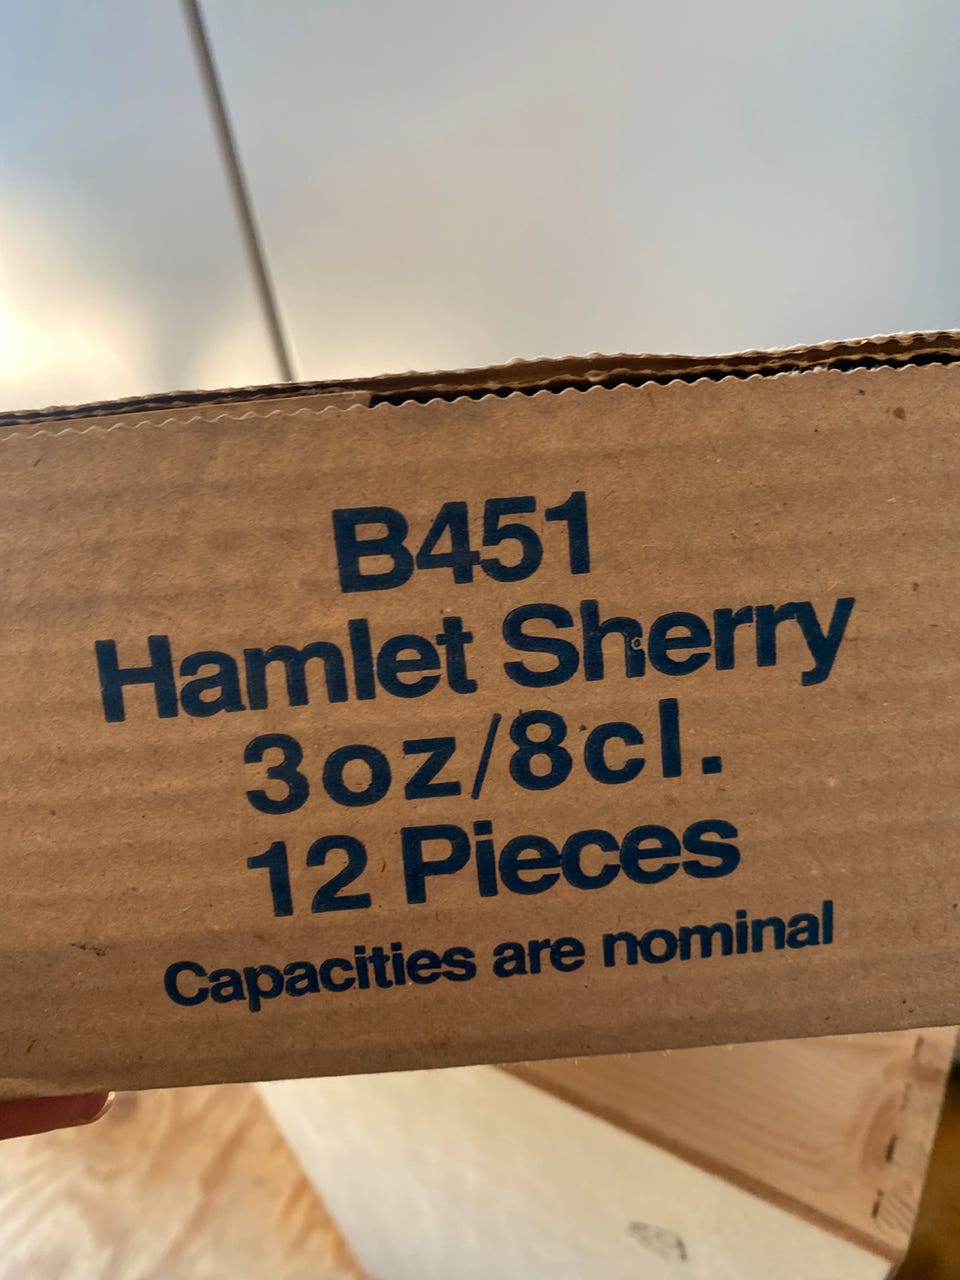 B451
Hamlet Sherry
3oz/8cl.
12 Pieces
Capacities are nominal